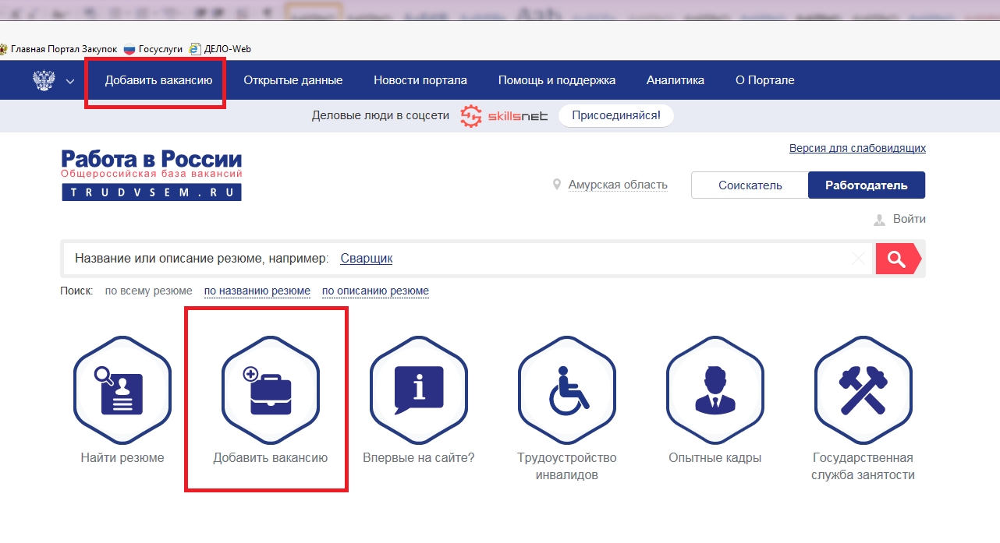 Главная Портал Закупок Госуслуги ДЕЛО-Web
Добавить вакансию Открытые данные Новости портала Помощь и поддержка Аналитика О Портале
Деловые люди в соцсети skillsnet Присоединяйся!
Версия для слабовидящих
Работа в России
Общероссийская база вакансий
TRUDVSEM.RU
Амурская область Соискатель Работодатель
Войти
Название или описание резюме, например: Сварщик
Поиск: по всему резюме по названию резюме по описанию резюме
Найти резюме
Добавить вакансию
Впервые на сайте?
Трудоустройство
инвалидов
Опытные кадры
Государственная
служба занятости